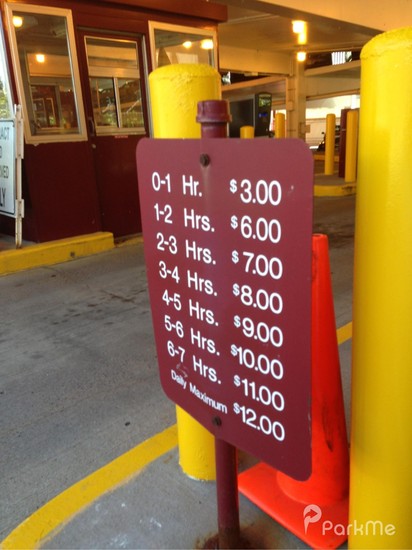 0-1 Hr. $3.00
1-2 Hrs. $6.00
2-3 Hrs. $7.00
3-4 Hrs. $8.00
4-5 Hrs. $9.00
5-6 Hrs. $10.00
6-7 Hrs. $11.00
Daily Maximum $12.00
ParkMe